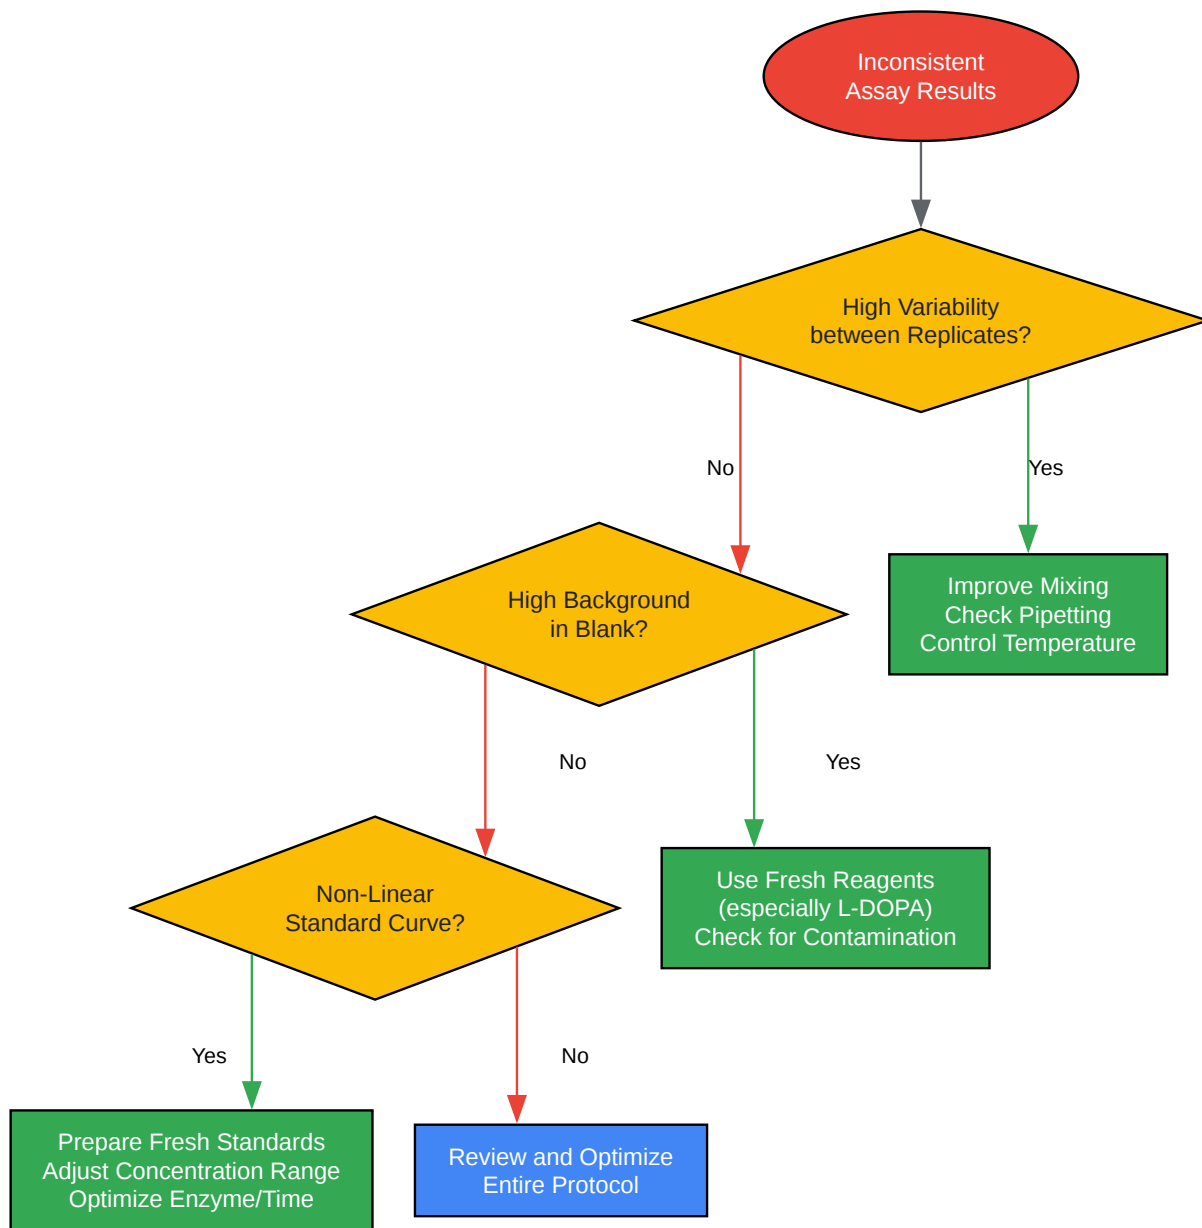 Inconsistent
Assay Results
High Variability
between Replicates?
No
Yes
High Background
in Blank?
Improve Mixing
Check Pipetting
Control Temperature
No
Yes
Non-Linear
Standard Curve?
Use Fresh Reagents
(especially L-DOPA)
Check for Contamination
Yes
No
Prepare Fresh Standards
Adjust Concentration Range
Optimize Enzyme/Time
Review and Optimize
Entire Protocol